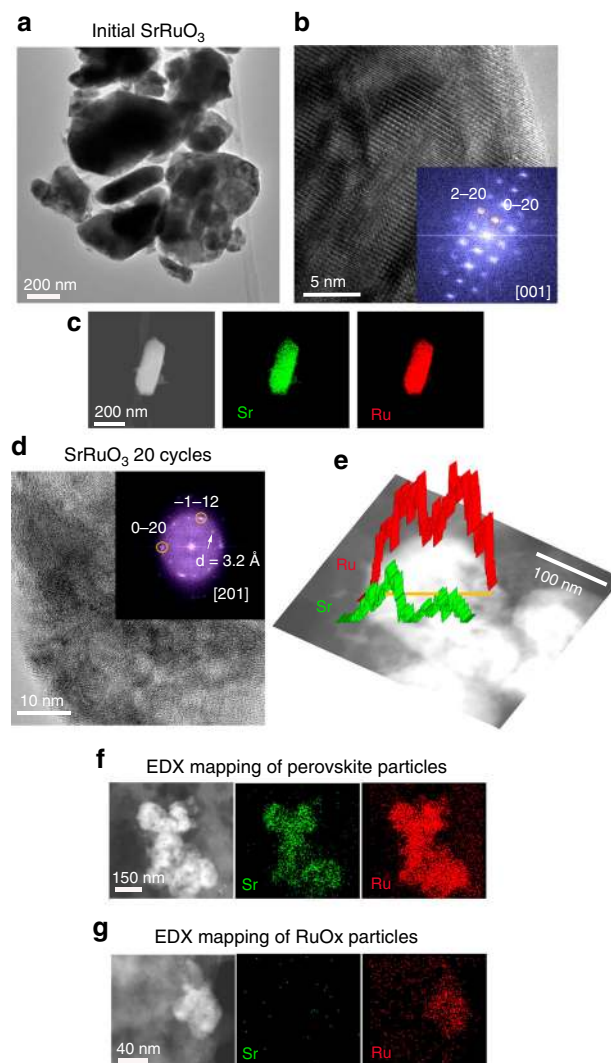 a
Initial SrRuO3
200 nm
b
2–20
0–20
[001]
5 nm
c
200 nm
Sr
Ru
d
SrRuO3 20 cycles
–1–12
0–20
d = 3.2 Å
[201]
10 nm
e
Ru
Sr
100 nm
f
EDX mapping of perovskite particles
150 nm
Sr
Ru
g
EDX mapping of RuOx particles
40 nm
Sr
Ru